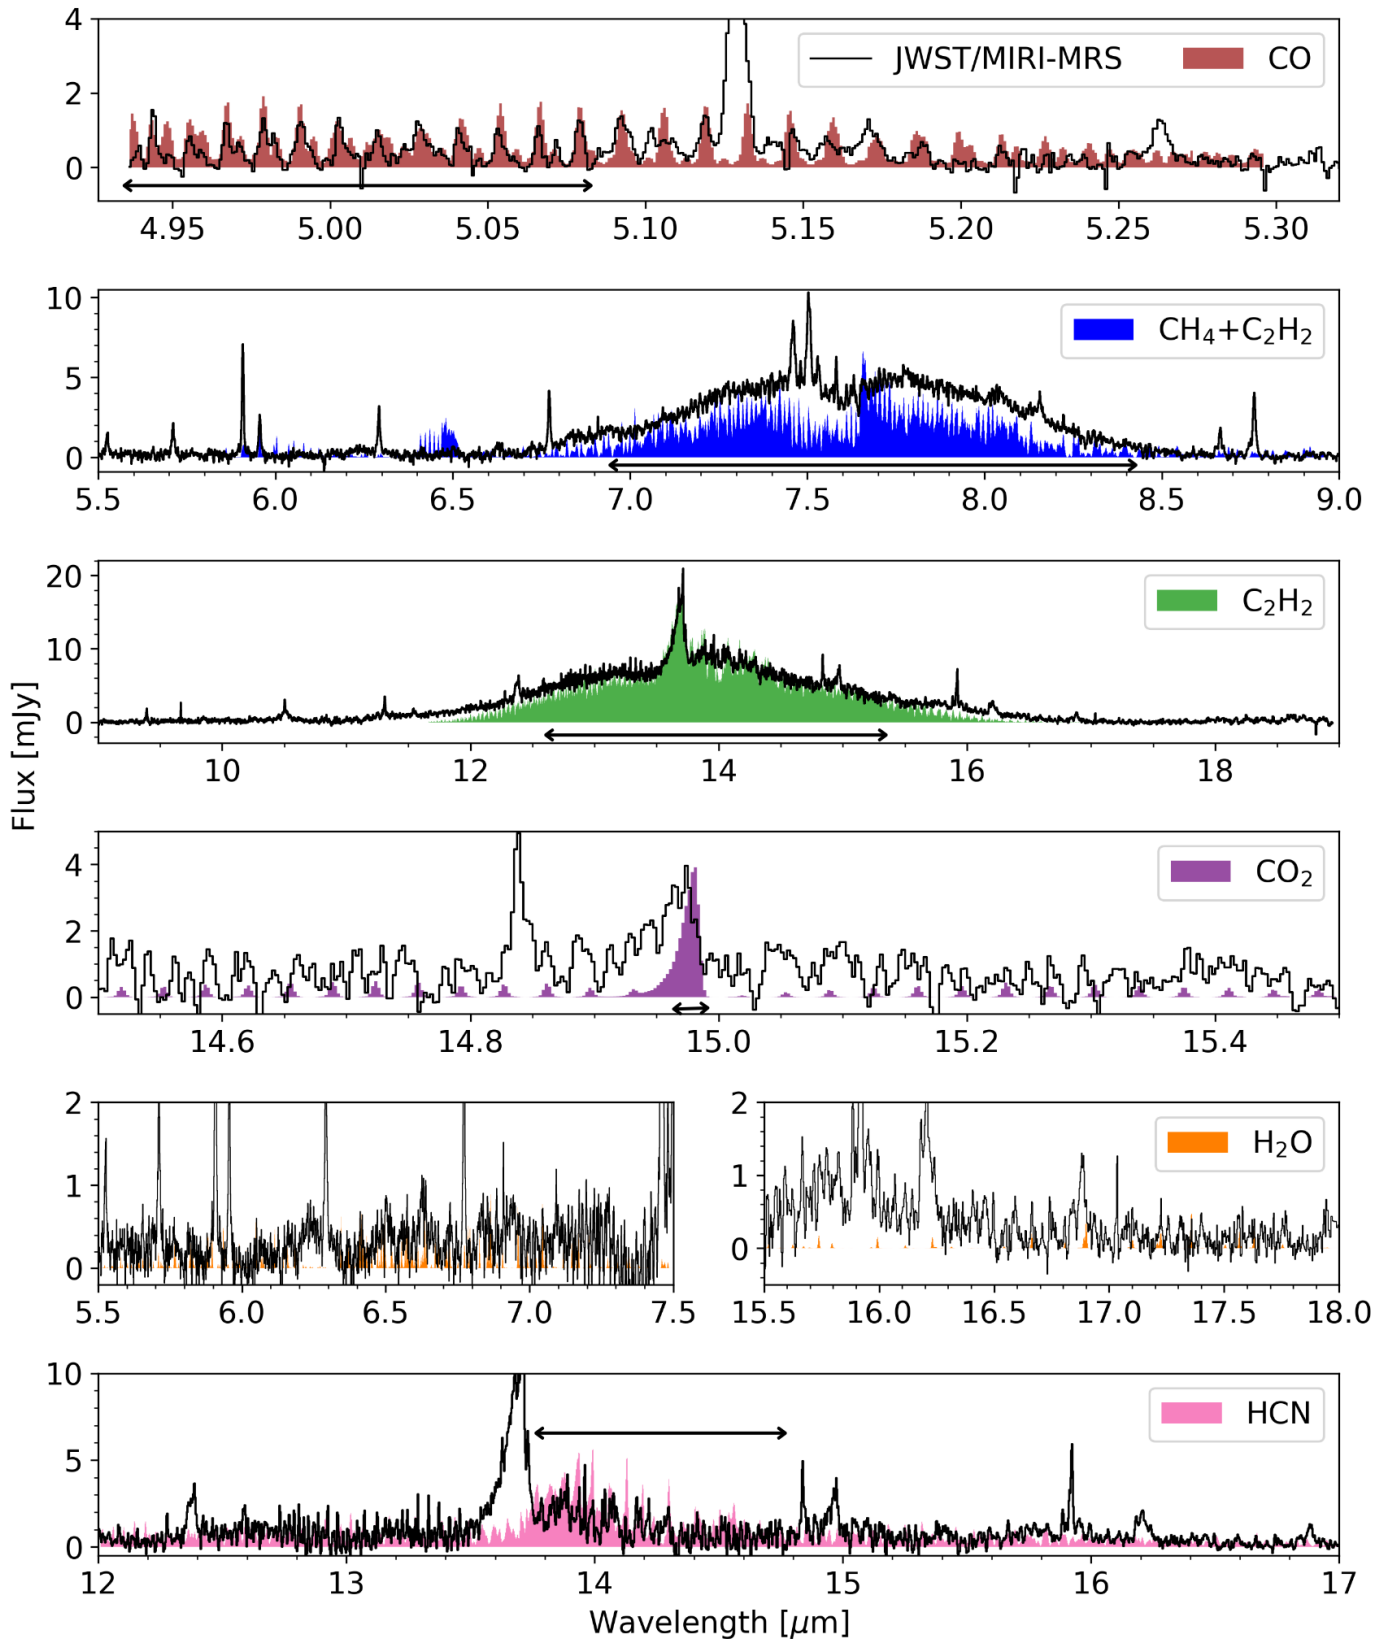 4
2
0
JWST/MIRI-MRS CO
4.95 5.00 5.05 5.10 5.15 5.20 5.25 5.30
10
5
0
CH₄+C₂H₂
5.5 6.0 6.5 7.0 7.5 8.0 8.5 9.0
20
10
0
C₂H₂
10 12 14 16 18
Flux [mJy]
4
2
0
CO₂
14.6 14.8 15.0 15.2 15.4
2
1
0
5.5 6.0 6.5 7.0 7.5
2
1
0
H₂O
15.5 16.0 16.5 17.0 17.5 18.0
10
5
0
HCN
12 13 14 15 16 17
Wavelength [μm]